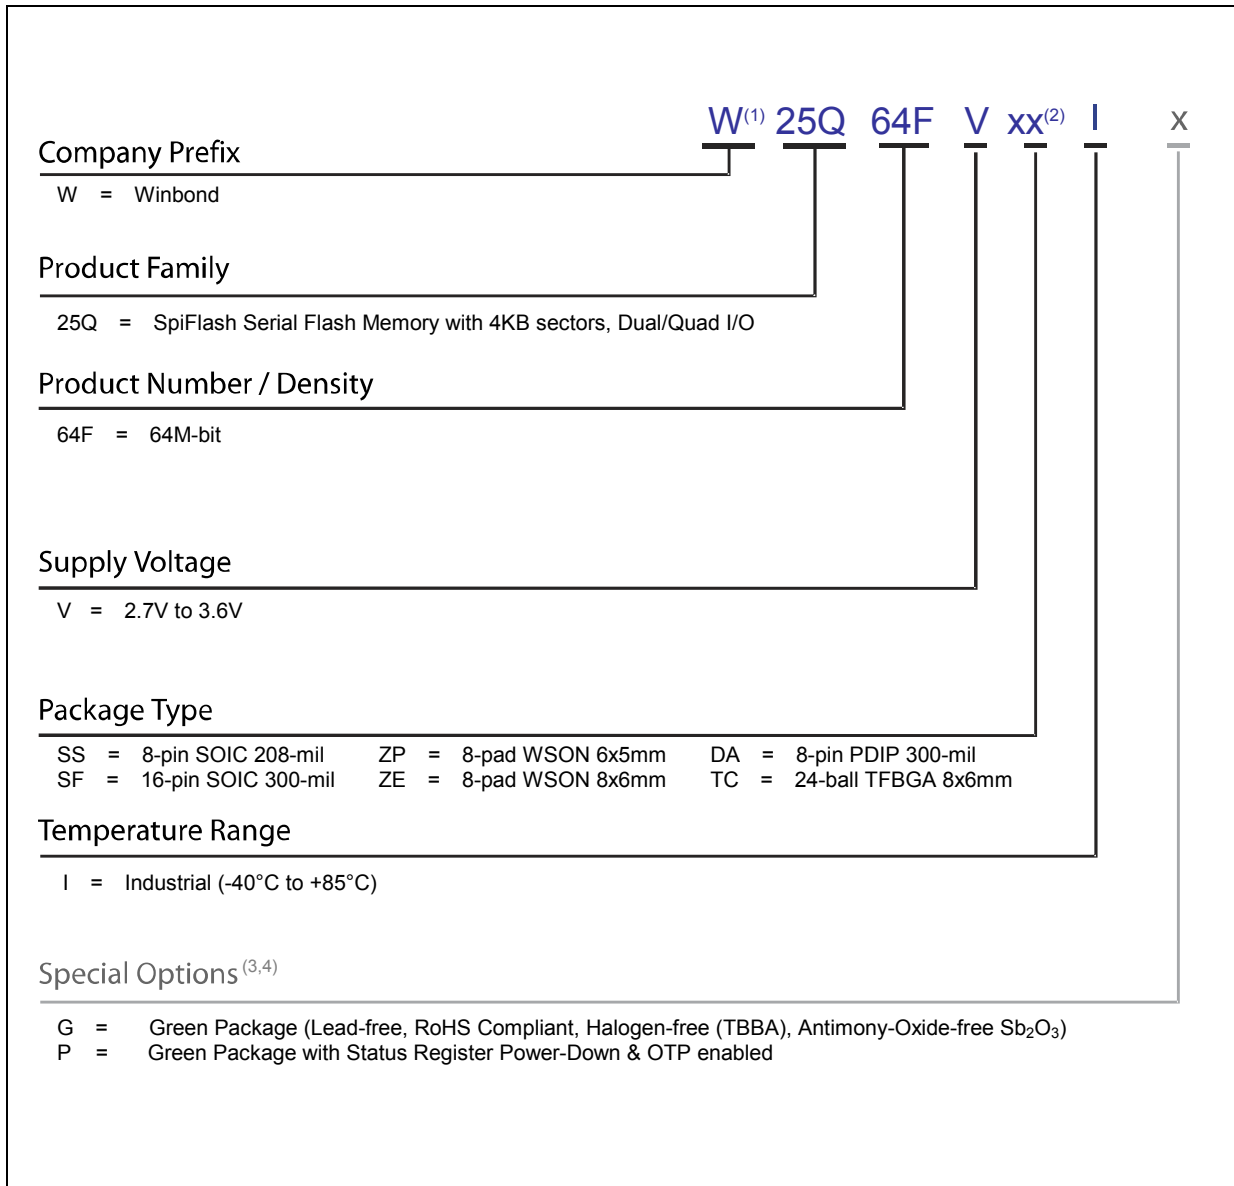 W(1) 25Q 64F V xx(2) I x
Company Prefix
W = Winbond
Product Family
25Q = SpiFlash Serial Flash Memory with 4KB sectors, Dual/Quad I/O
Product Number / Density
64F = 64M-bit
Supply Voltage
V = 2.7V to 3.6V
Package Type
SS = 8-pin SOIC 208-mil ZP = 8-pad WSON 6x5mm DA = 8-pin PDIP 300-mil
SF = 16-pin SOIC 300-mil ZE = 8-pad WSON 8x6mm TC = 24-ball TFBGA 8x6mm
Temperature Range
I = Industrial (-40°C to +85°C)
Special Options (3,4)
G = Green Package (Lead-free, RoHS Compliant, Halogen-free (TBBA), Antimony-Oxide-free Sb₂O₃)
P = Green Package with Status Register Power-Down & OTP enabled